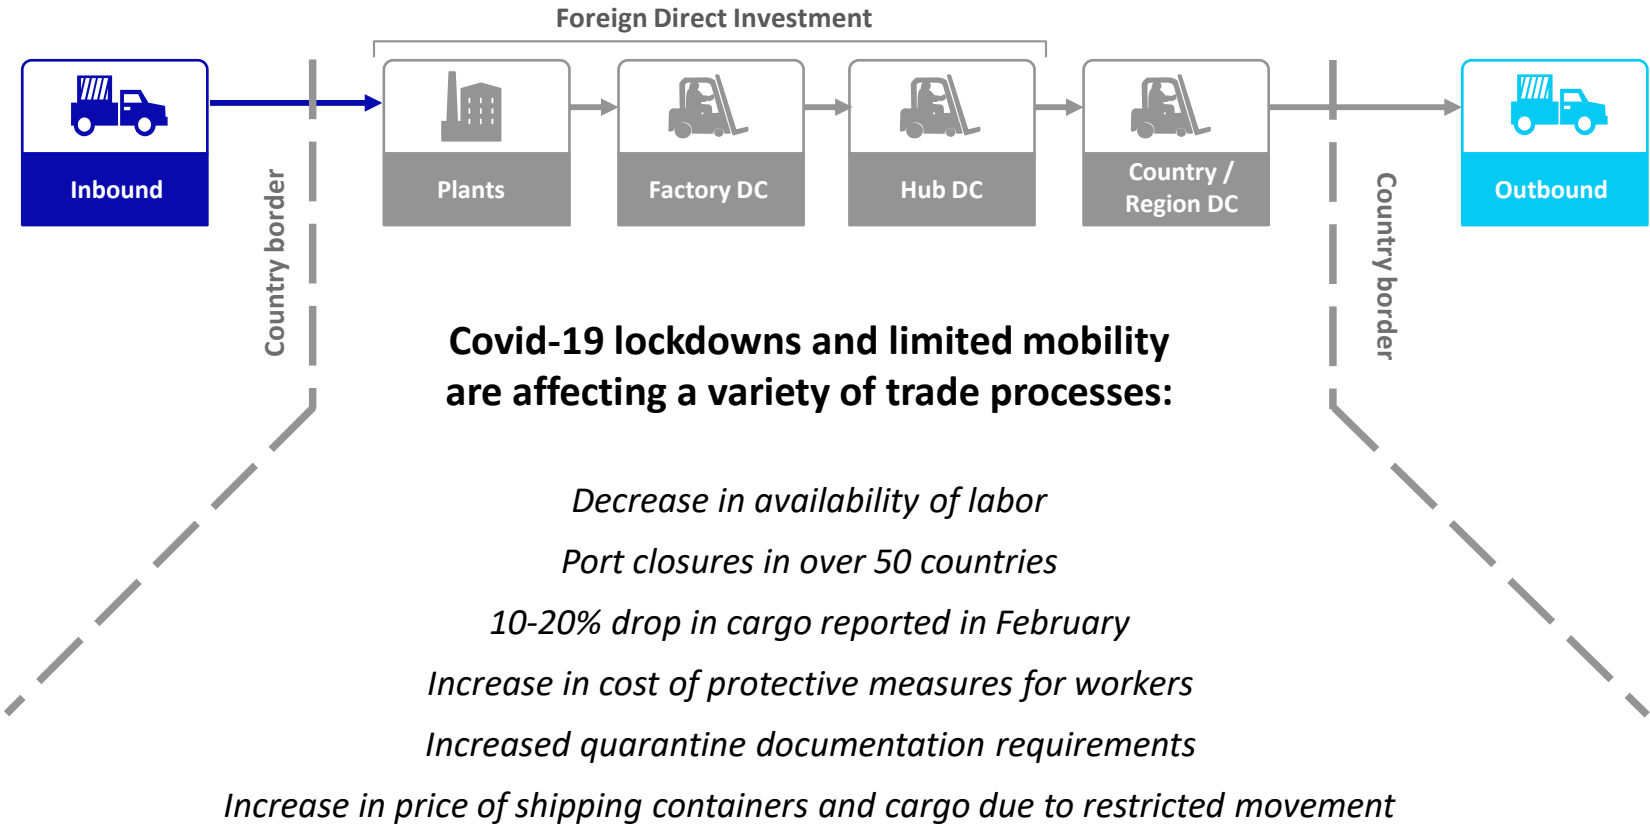 Foreign Direct Investment
Inbound
Country border
Plants
Factory DC
Hub DC
Country /
Region DC
Country border
Outbound
Covid-19 lockdowns and limited mobility
are affecting a variety of trade processes:
Decrease in availability of labor
Port closures in over 50 countries
10-20% drop in cargo reported in February
Increase in cost of protective measures for workers
Increased quarantine documentation requirements
Increase in price of shipping containers and cargo due to restricted movement